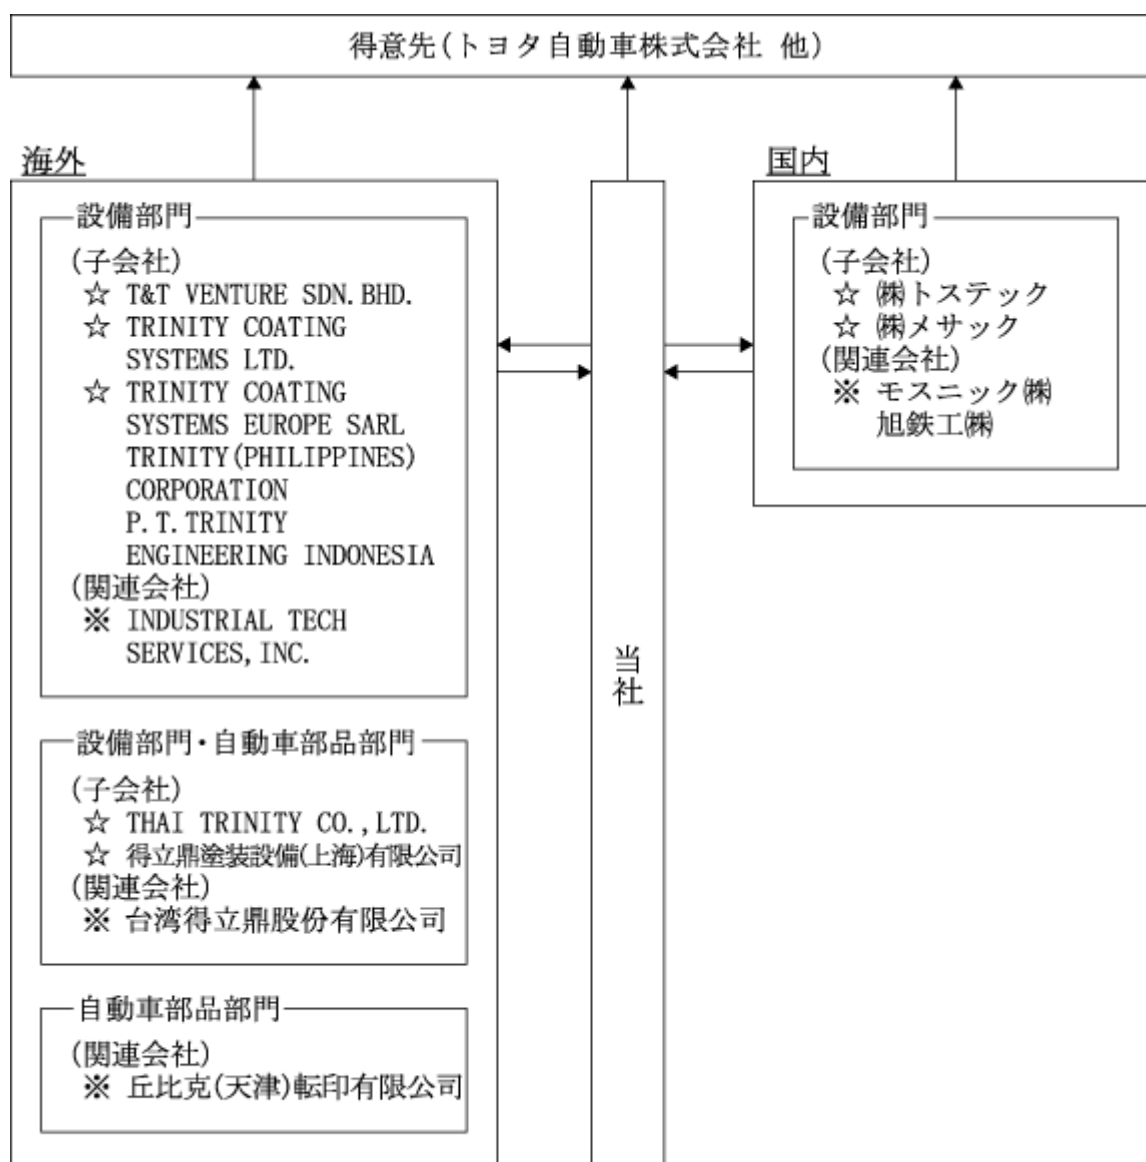 得意先(トヨタ自動車株式会社 他)
海外
設備部門
(子会社)
☆ T&T VENTURE SDN.BHD.
☆ TRINITY COATING
SYSTEMS LTD.
☆ TRINITY COATING
SYSTEMS EUROPE SARL
TRINITY(PHILIPPINES)
CORPORATION
P.T.TRINITY
ENGINEERING INDONESIA
(関連会社)
※ INDUSTRIAL TECH
SERVICES,INC.
設備部門・自動車部品部門
(子会社)
☆ THAI TRINITY CO.,LTD.
☆ 得立鼎塗装設備(上海)有限公司
(関連会社)
※ 台湾得立鼎股份有限公司
自動車部品部門
(関連会社)
※ 丘比克(天津)転印有限公司
当社
国内
設備部門
(子会社)
☆ ㈱トステック
☆ ㈱メサック
(関連会社)
※ モスニック㈱
旭鉄工㈱